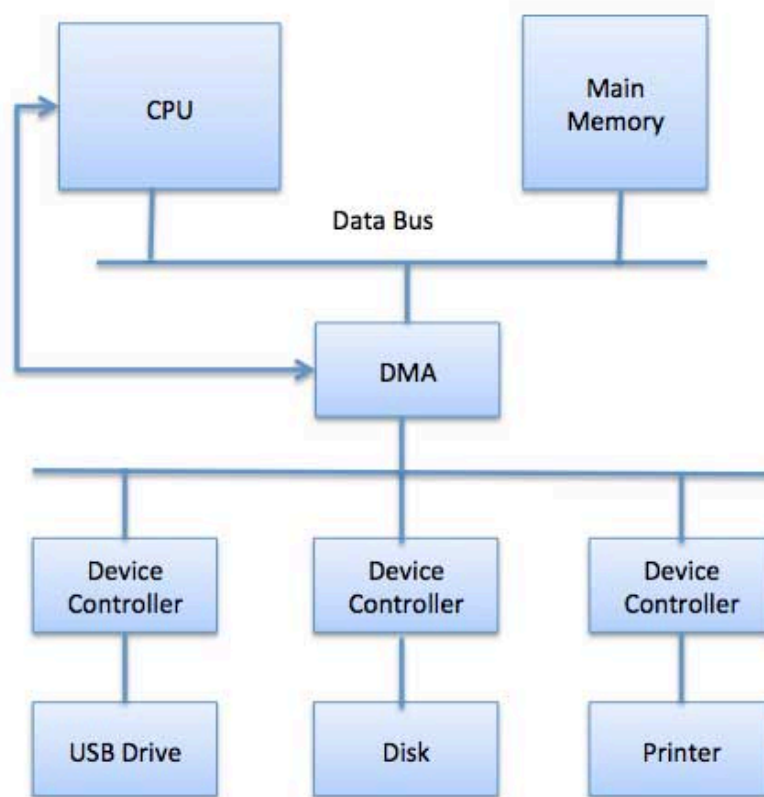 CPU
Main
Memory
Data Bus
DMA
Device
Controller
Device
Controller
Device
Controller
USB Drive
Disk
Printer